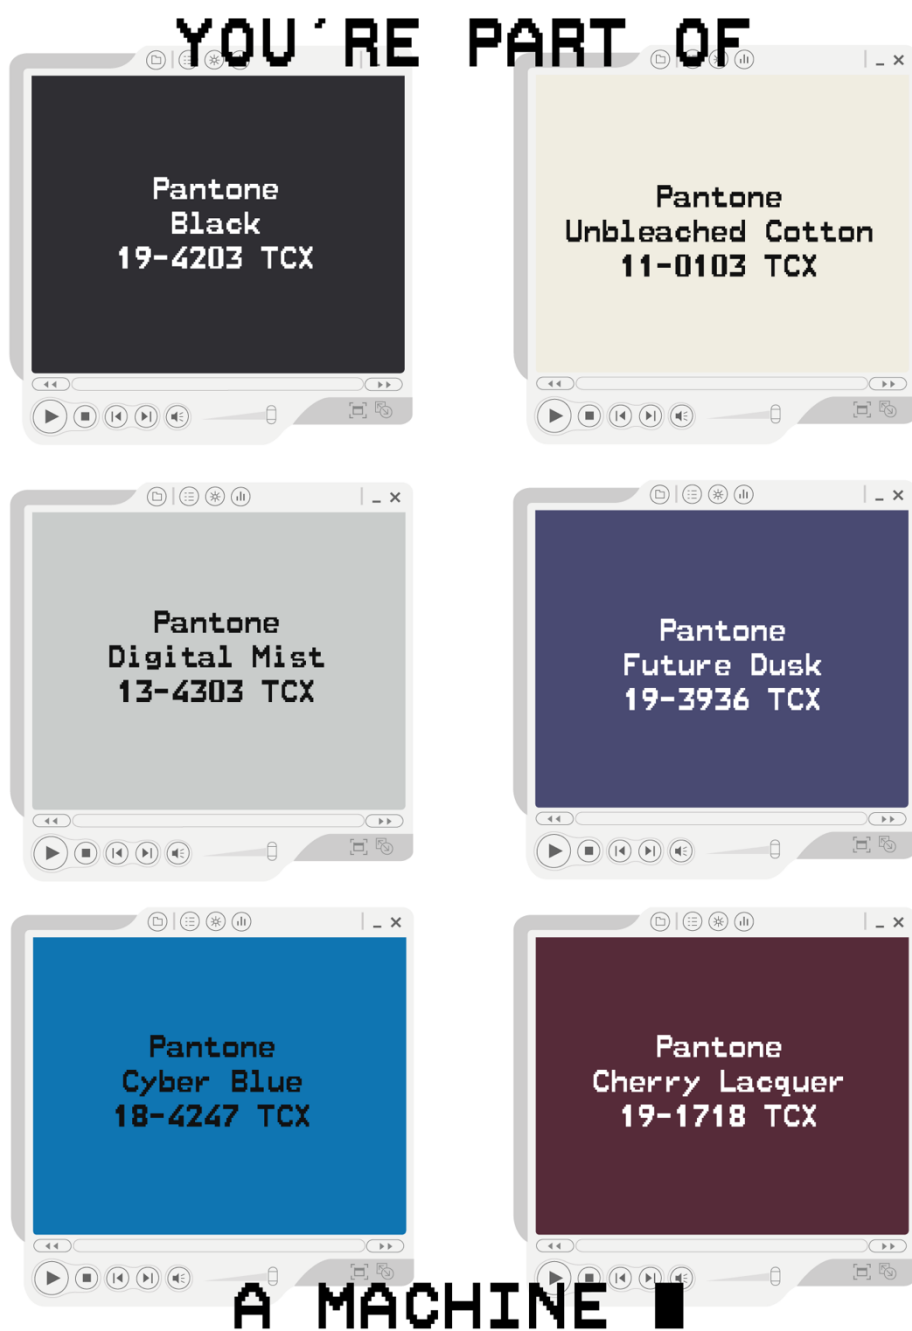 YOU´RE PART OF
Pantone
Black
19-4203 TCX
Pantone
Unbleached Cotton
11-0103 TCX
Pantone
Digital Mist
13-4303 TCX
Pantone
Future Dusk
19-3936 TCX
Pantone
Cyber Blue
18-4247 TCX
Pantone
Cherry Lacquer
19-1718 TCX
A MACHINE